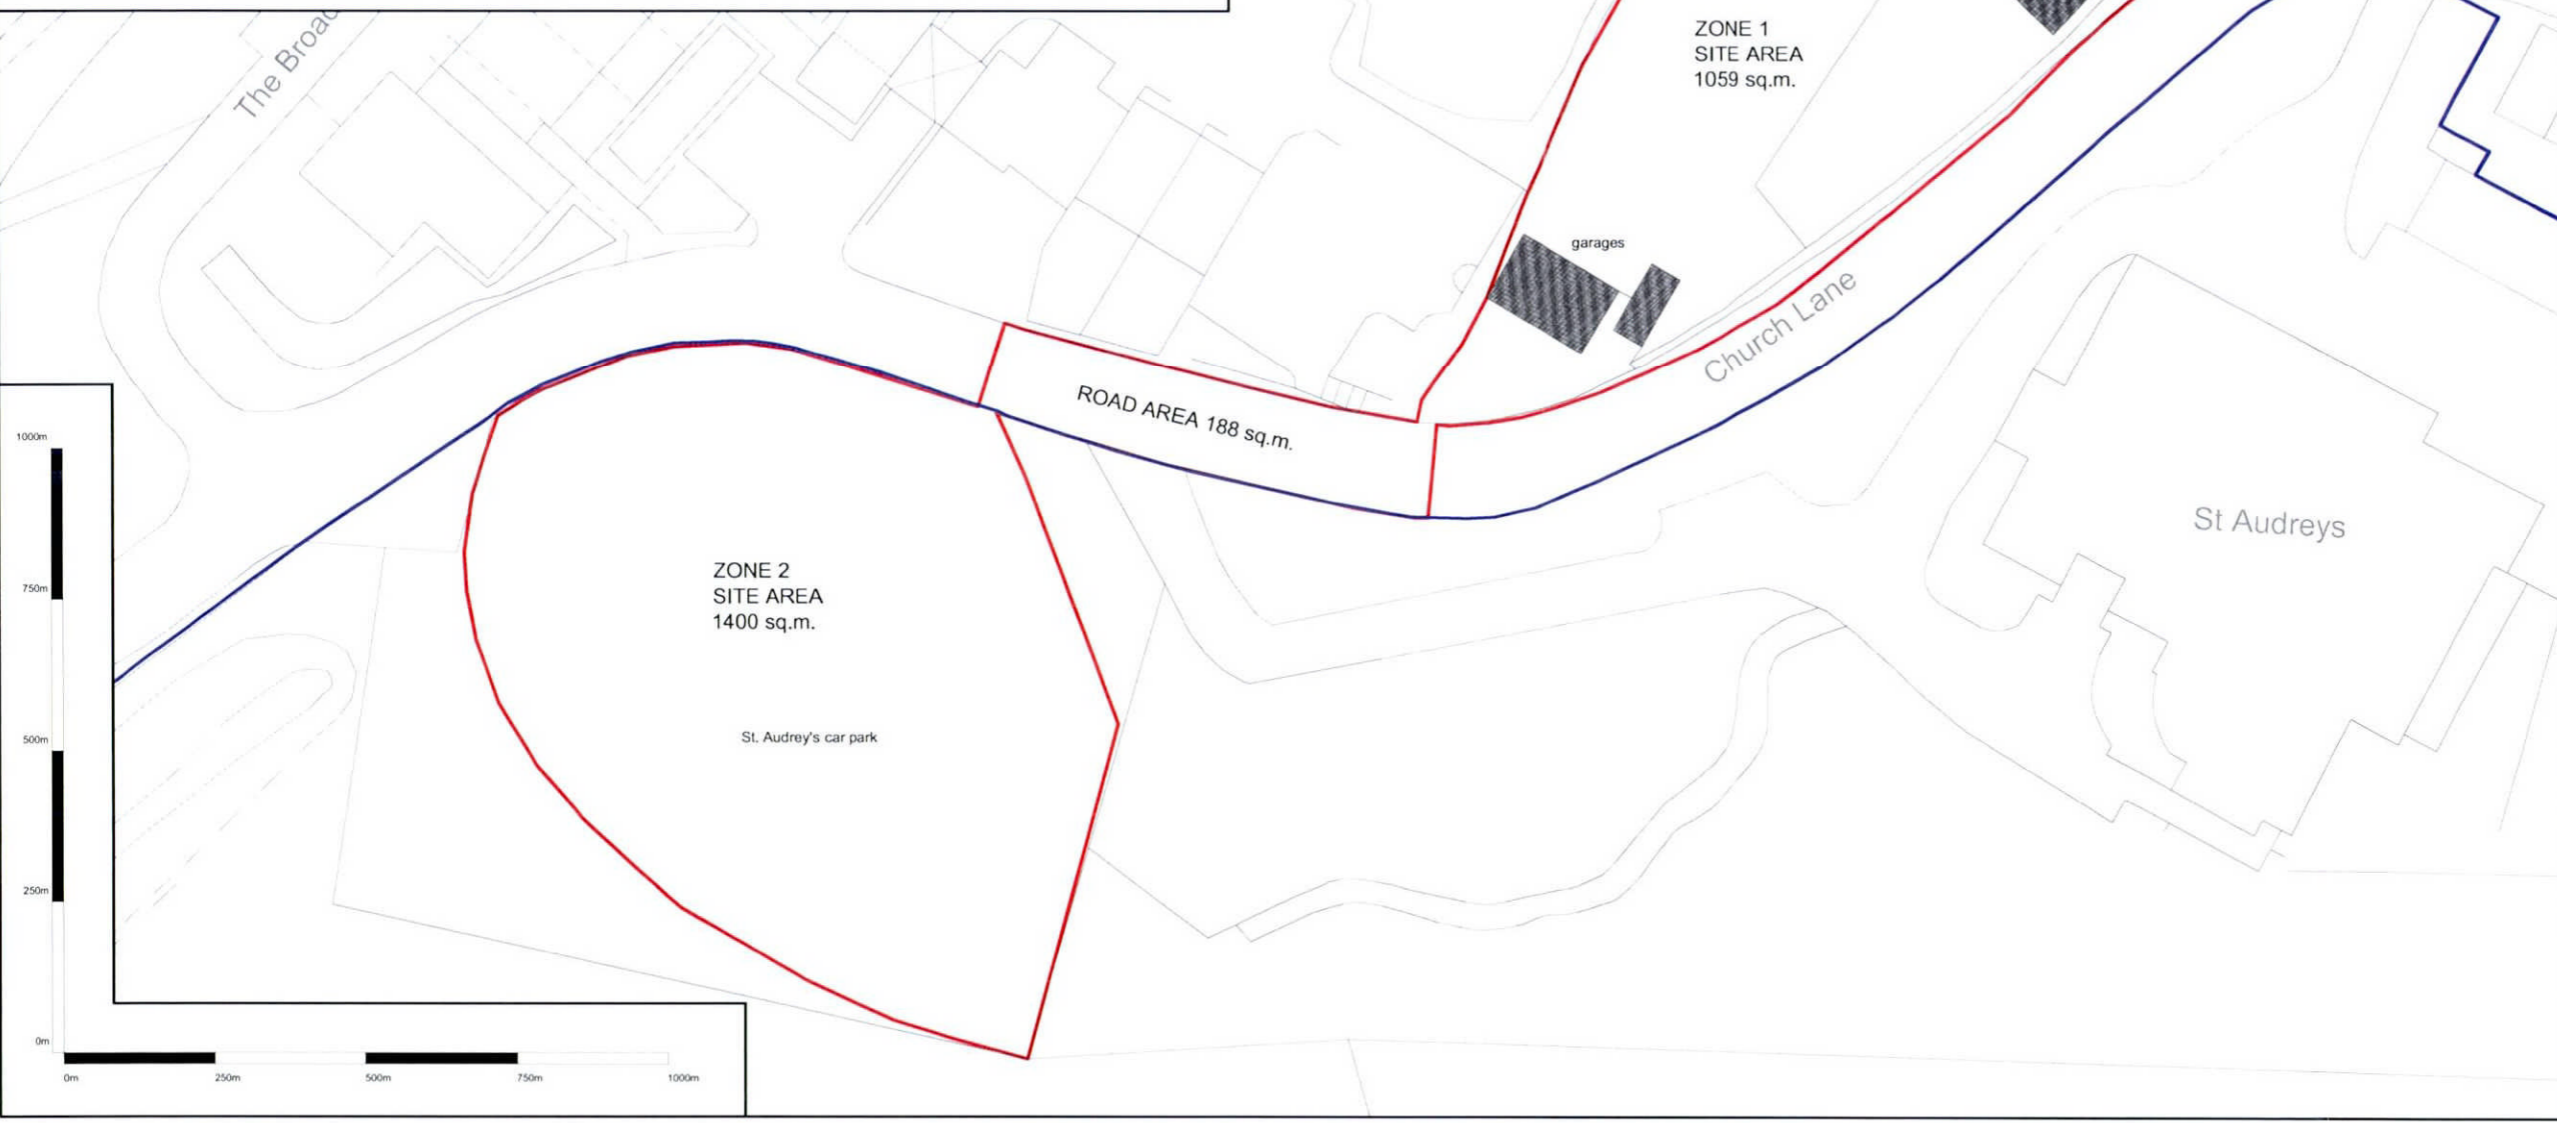 The Broad
ZONE 1
SITE AREA
1059 sq.m.
garages
Church Lane
ROAD AREA 188 sq.m.
St Audreys
ZONE 2
SITE AREA
1400 sq.m.
St. Audrey's car park
1000m
750m
500m
250m
0m
0m
250m
500m
750m
1000m